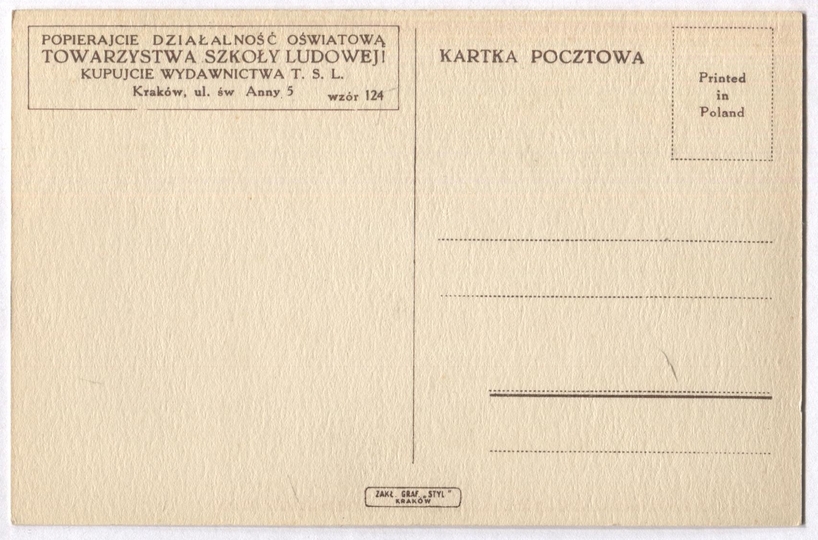 POPIERAJCIE DZIAŁALNOŚĆ OŚWIATOWĄ
TOWARZYSTWA SZKOŁY LUDOWEJ!
KUPUJCIE WYDAWNICTWA T. S. L.
Kraków, ul. św Anny 5
wzór 124
KARTKA POCZTOWA
Printed
in
Poland
ZAKŁ. GRAF. „STYL"
KRAKÓW